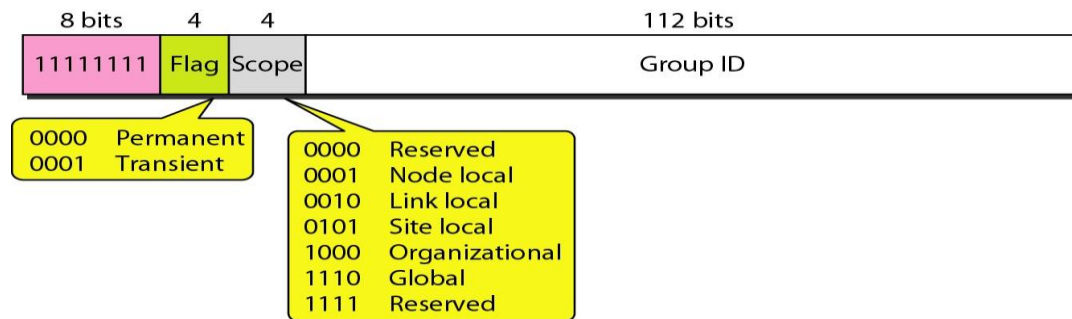 8 bits 4 4 112 bits
11111111 Flag Scope Group ID
0000 Permanent
0001 Transient
0000 Reserved
0001 Node local
0010 Link local
0101 Site local
1000 Organizational
1110 Global
1111 Reserved